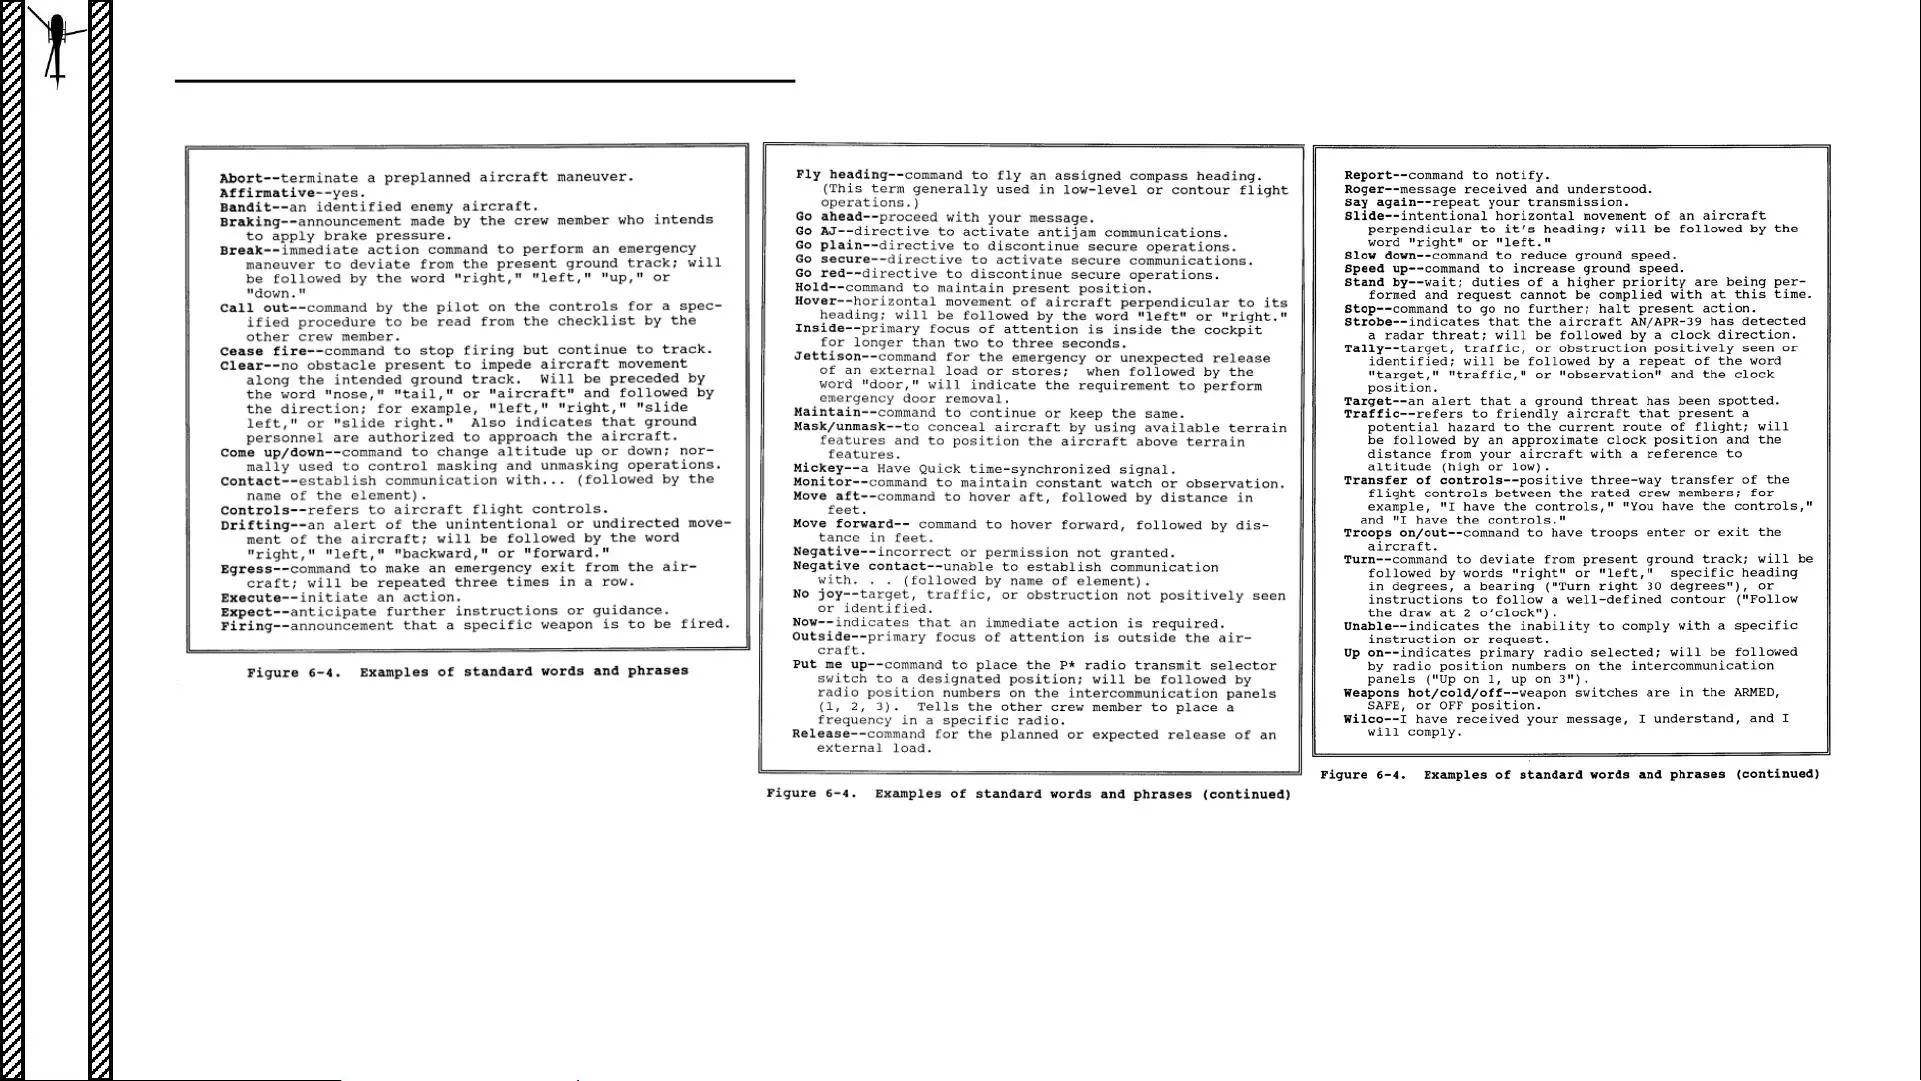 Abort--terminate a preplanned aircraft maneuver.
Affirmative--yes.
Bandit--an identified enemy aircraft.
Braking--announcement made by the crew member who intends
to apply brake pressure.
Break--immediate action command to perform an emergency
maneuver to deviate from the present ground track; will
be followed by the word "right," "left," "up," or
"down."
Call out--command by the pilot on the controls for a spec-
ified procedure to be read from the checklist by the
other crew member.
Cease fire--command to stop firing but continue to track.
Clear--no obstacle present to impede aircraft movement
along the intended ground track. Will be preceded by
the word "nose," "tail," or "aircraft" and followed by
the direction; for example, "left," "right," "slide
left," or "slide right." Also indicates that ground
personnel are authorized to approach the aircraft.
Come up/down--command to change altitude up or down; nor-
mally used to control masking and unmasking operations.
Contact--establish communication with... (followed by the
name of the element).
Controls--refers to aircraft flight controls.
Drifting--an alert of the unintentional or undirected move-
ment of the aircraft; will be followed by the word
"right," "left," "backward," or "forward."
Egress--command to make an emergency exit from the air-
craft; will be repeated three times in a row.
Execute--initiate an action.
Expect--anticipate further instructions or guidance.
Firing--announcement that a specific weapon is to be fired.
Figure 6-4. Examples of standard words and phrases
Fly heading--command to fly an assigned compass heading.
(This term generally used in low-level or contour flight
operations.)
Go ahead--proceed with your message.
Go AJ--directive to activate antijam communications.
Go plain--directive to discontinue secure operations.
Go secure--directive to activate secure communications.
Go red--directive to discontinue secure operations.
Hold--command to maintain present position.
Hover--horizontal movement of aircraft perpendicular to its
heading; will be followed by the word "left" or "right."
Inside--primary focus of attention is inside the cockpit
for longer than two to three seconds.
Jettison--command for the emergency or unexpected release
of an external load or stores; when followed by the
word "door," will indicate the requirement to perform
emergency door removal.
Maintain--command to continue or keep the same.
Mask/unmask--to conceal aircraft by using available terrain
features and to position the aircraft above terrain
features.
Mickey--a Have Quick time-synchronized signal.
Monitor--command to maintain constant watch or observation.
Move aft--command to hover aft, followed by distance in
feet.
Move forward-- command to hover forward, followed by dis-
tance in feet.
Negative--incorrect or permission not granted.
Negative contact--unable to establish communication
with. . . (followed by name of element).
No joy--target, traffic, or obstruction not positively seen
or identified.
Now--indicates that an immediate action is required.
Outside--primary focus of attention is outside the air-
craft.
Put me up--command to place the P* radio transmit selector
switch to a designated position; will be followed by
radio position numbers on the intercommunication panels
(1, 2, 3). Tells the other crew member to place a
frequency in a specific radio.
Release--command for the planned or expected release of an
external load.
Figure 6-4. Examples of standard words and phrases (continued)
Report--command to notify.
Roger--message received and understood.
Say again--repeat your transmission.
Slide--intentional horizontal movement of an aircraft
perpendicular to it's heading; will be followed by the
word "right" or "left."
Slow down--command to reduce ground speed.
Speed up--command to increase ground speed.
Stand by--wait; duties of a higher priority are being per-
formed and request cannot be complied with at this time.
Stop--command to go no further; halt present action.
Strobe--indicates that the aircraft AN/APR-39 has detected
a radar threat; will be followed by a clock direction.
Tally--target, traffic, or obstruction positively seen or
identified; will be followed by a repeat of the word
"target," "traffic," or "observation" and the clock
position.
Target--an alert that a ground threat has been spotted.
Traffic--refers to friendly aircraft that present a
potential hazard to the current route of flight; will
be followed by an approximate clock position and the
distance from your aircraft with a reference to
altitude (high or low).
Transfer of controls--positive three-way transfer of the
flight controls between the rated crew members; for
example, "I have the controls," "You have the controls,"
and "I have the controls."
Troops on/out--command to have troops enter or exit the
aircraft.
Turn--command to deviate from present ground track; will be
followed by words "right" or "left," specific heading
in degrees, a bearing ("Turn right 30 degrees"), or
instructions to follow a well-defined contour ("Follow
the draw at 2 o'clock").
Unable--indicates the inability to comply with a specific
instruction or request.
Up on--indicates primary radio selected; will be followed
by radio position numbers on the intercommunication
panels ("Up on 1, up on 3").
Weapons hot/cold/off--weapon switches are in the ARMED,
SAFE, or OFF position.
Wilco--I have received your message, I understand, and I
will comply.
Figure 6-4. Examples of standard words and phrases (continued)